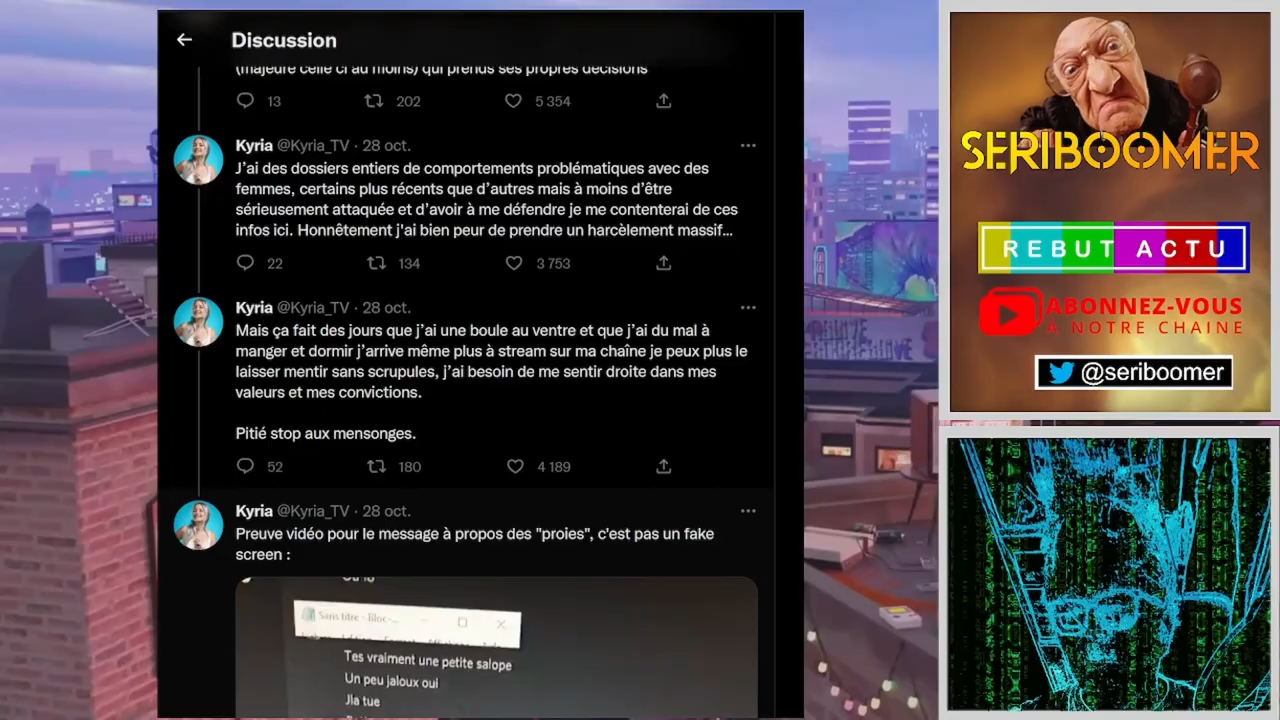 Discussion
(majeure celle ci au moins) qui prends ses propres décisions
13 202 5 354
Kyria @Kyria_TV · 28 oct.
J'ai des dossiers entiers de comportements problématiques avec des
femmes, certains plus récents que d'autres mais à moins d'être
sérieusement attaquée et d'avoir à me défendre je me contenterai de ces
infos ici. Honnêtement j'ai bien peur de prendre un harcèlement massif...
22 134 3 753
Kyria @Kyria_TV · 28 oct.
Mais ça fait des jours que j'ai une boule au ventre et que j'ai du mal à
manger et dormir j'arrive même plus à stream sur ma chaîne je peux plus le
laisser mentir sans scrupules, j'ai besoin de me sentir droite dans mes
valeurs et mes convictions.
Pitié stop aux mensonges.
52 180 4 189
Kyria @Kyria_TV · 28 oct.
Preuve vidéo pour le message à propos des "proies", c'est pas un fake
screen :
Sans titre - Bloc-...
Tes vraiment une petite salope
Un peu jaloux oui
Jla tue
SERIBOOMER
REBUT ACTU
ABONNEZ-VOUS
A NOTRE CHAINE
@seriboomer